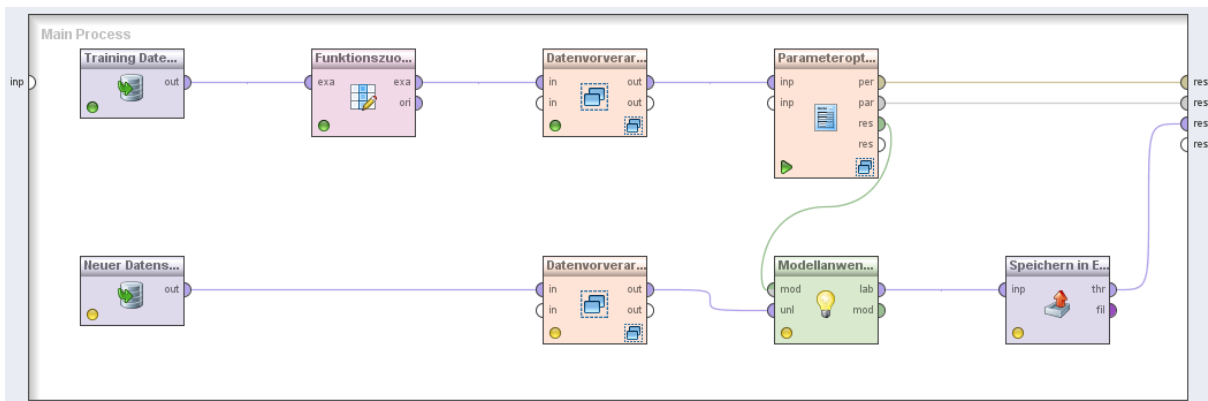 Main Process
Training Date...
Funktionszuo...
Datenvorverar...
Parameteropt...
inp
out
exa
exa
in
out
inp
per
res
ori
in
out
inp
par
res
res
res
res
res
Neuer Datens...
Datenvorverar...
Modellanwen...
Speichern in E...
out
in
out
mod
lab
inp
thr
in
out
unl
mod
fil